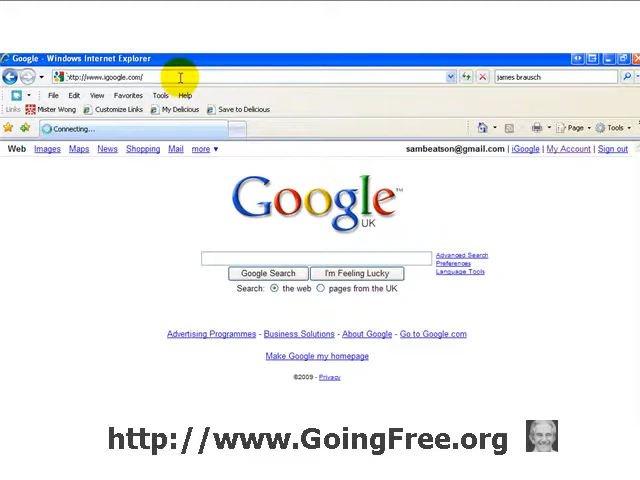 Google - Windows Internet Explorer
http://www.igoogle.com/
james brausch
File Edit View Favorites Tools Help
Links Mister Wong Customize Links My Delicious Save to Delicious
Connecting...
Page Tools
Web Images Maps News Shopping Mail more ▼
sambeatson@gmail.com | iGoogle | My Account | Sign out
Google™
UK
Advanced Search
Preferences
Language Tools
Google Search I'm Feeling Lucky
Search: the web pages from the UK
Advertising Programmes - Business Solutions - About Google - Go to Google.com
Make Google my homepage
©2009 - Privacy
http://www.GoingFree.org